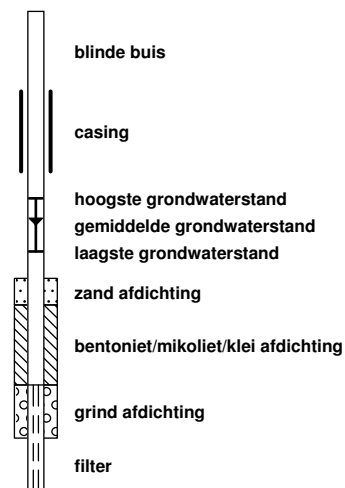 blinde buis
casing
hoogste grondwaterstand
gemiddelde grondwaterstand
laagste grondwaterstand
zand afdichting
bentoniet/mikoliet/klei afdichting
grind afdichting
filter